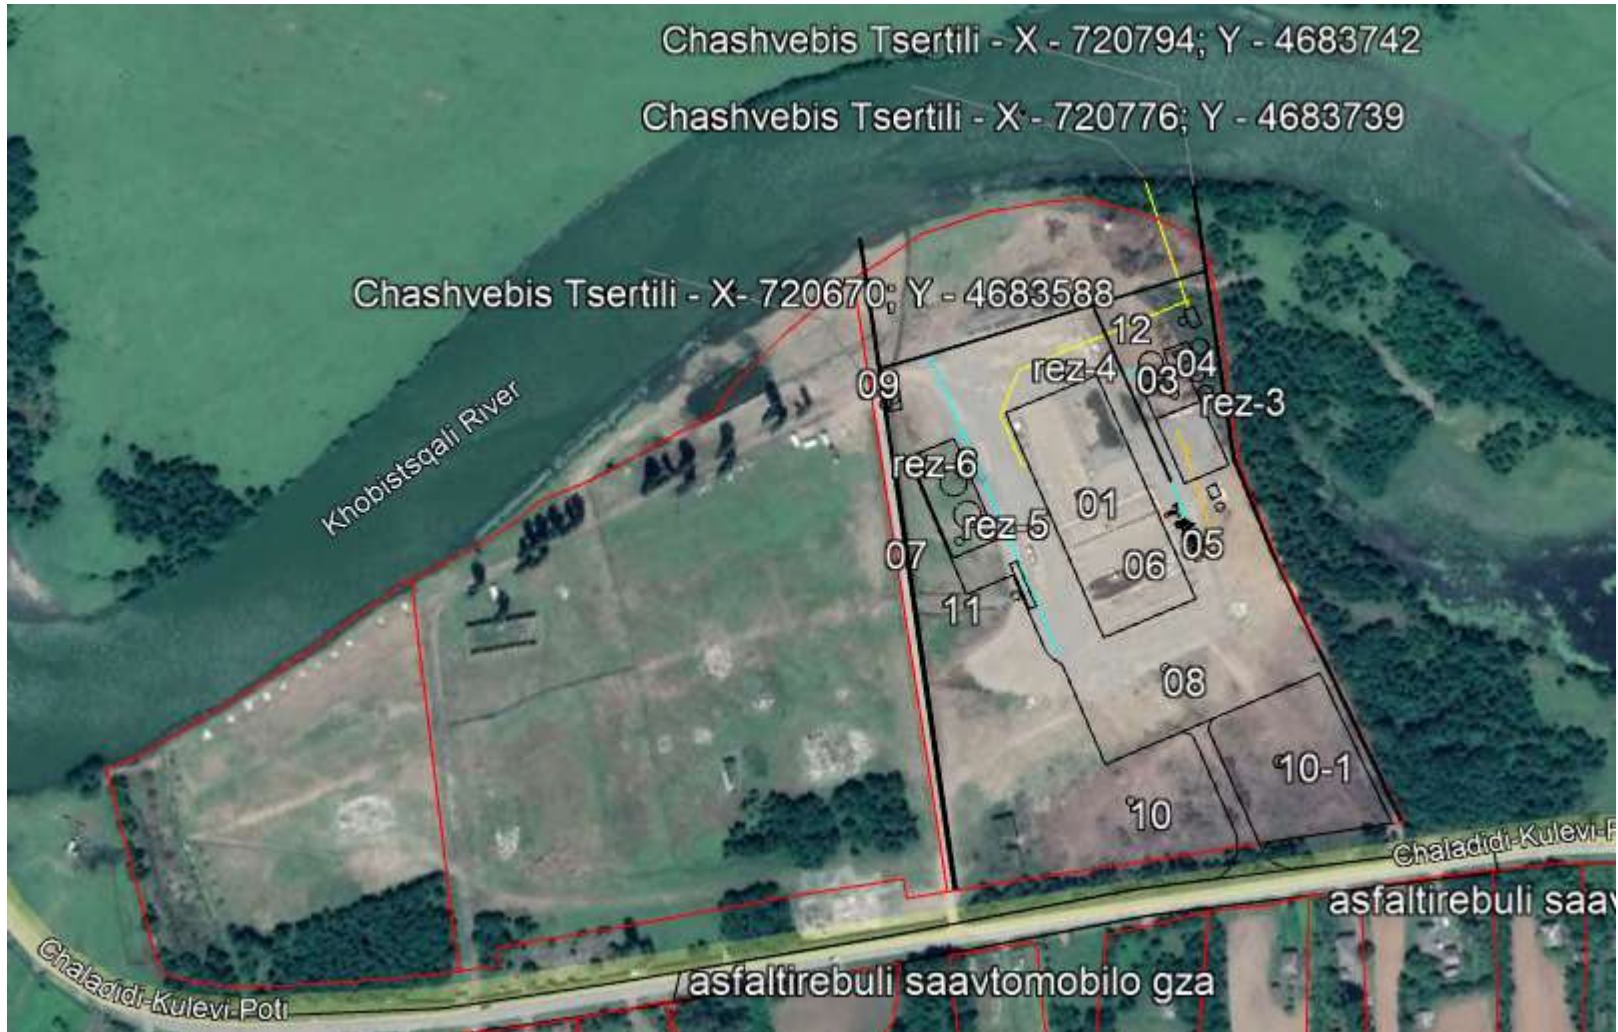 Chashvebis Tsertili - X - 720794; Y - 4683742
Chashvebis Tsertili - X - 720776; Y - 4683739
Chashvebis Tsertili - X- 720670; Y - 4683588
12
rez-4
04
03
09
rez-3
Khobistsqali River
rez-6
01
rez-5
05
07
06
11
08
10-1
10
Chaladidi-Kulevi-P
asfaltirebuli saav
Chaladidi-Kulevi-Poti
asfaltirebuli saavtomobilo gza